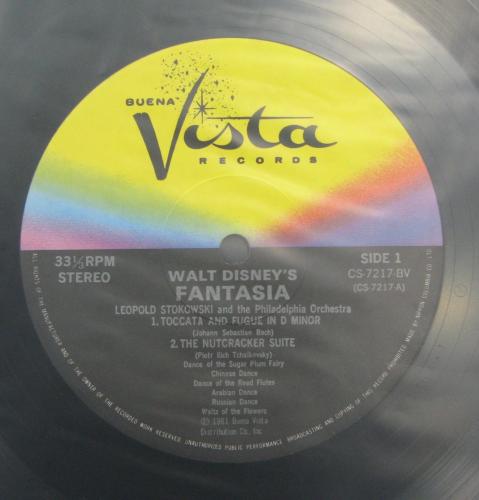 BUENA
Vista
RECORDS
33⅓ RPM
STEREO
SIDE 1
CS-7217-BV
(CS-7217-A)
WALT DISNEY'S
FANTASIA
LEOPOLD STOKOWSKI and the Philadelphia Orchestra
1. TOCCATA AND FUGUE IN D MINOR
(Johann Sebastian Bach)
2. THE NUTCRACKER SUITE
(Piotr Ilich Tchaikovsky)
Dance of the Sugar Plum Fairy
Chinese Dance
Dance of the Reed Flutes
Arabian Dance
Russian Dance
Waltz of the Flowers
Ⓟ 1961 Buena Vista
Distribution Co., Inc
ALL RIGHTS OF THE MANUFACTURER AND OF THE OWNER OF THE RECORDED WORK RESERVED UNAUTHORIZED PUBLIC PERFORMANCE BROADCASTING AND COPYING OF THIS RECORD PROHIBITED